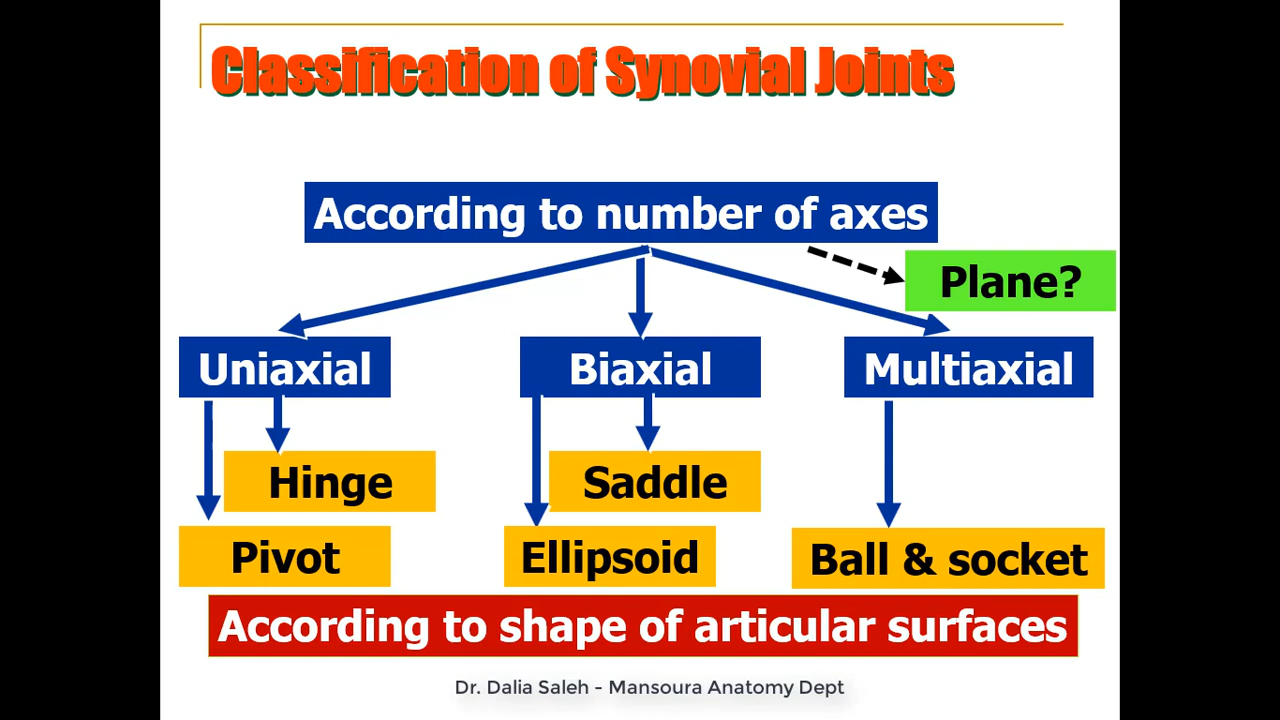 Classification of Synovial Joints
According to number of axes
Plane?
Uniaxial
Biaxial
Multiaxial
Hinge
Saddle
Pivot
Ellipsoid
Ball & socket
According to shape of articular surfaces
Dr. Dalia Saleh - Mansoura Anatomy Dept